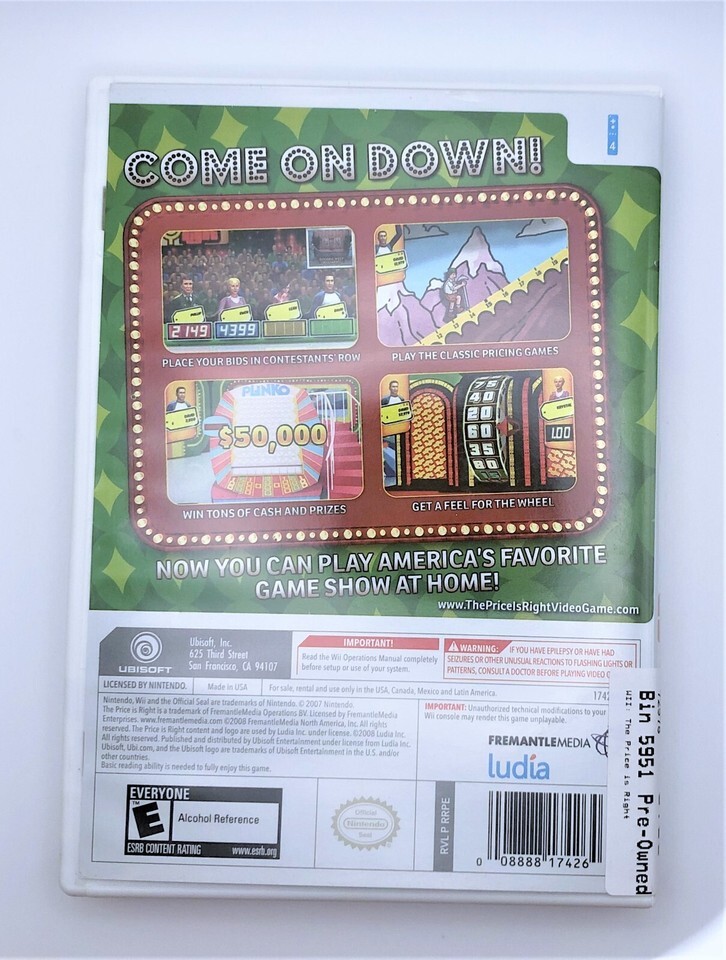 COME ON DOWN!
4
2149 4399
PLACE YOUR BIDS IN CONTESTANTS' ROW
PLAY THE CLASSIC PRICING GAMES
PLINKO
$50,000
WIN TONS OF CASH AND PRIZES
75
40
20
60
35
80
1.00
GET A FEEL FOR THE WHEEL
NOW YOU CAN PLAY AMERICA'S FAVORITE
GAME SHOW AT HOME!
www.ThePriceIsRightVideoGame.com
UBISOFT
Ubisoft, Inc.
625 Third Street
San Francisco, CA 94107
IMPORTANT!
Read the Wii Operations Manual completely
before setup or use of your system.
WARNING: IF YOU HAVE EPILEPSY OR HAVE HAD
SEIZURES OR OTHER UNUSUAL REACTIONS TO FLASHING LIGHTS OR
PATTERNS, CONSULT A DOCTOR BEFORE PLAYING VIDEO
LICENSED BY NINTENDO. Made in USA For sale, rental and use only in the USA, Canada, Mexico and Latin America. 1742
Nintendo, Wii and the Official Seal are trademarks of Nintendo. © 2007 Nintendo.
The Price is Right is a trademark of FremantleMedia Operations BV. Licensed by FremantleMedia
Enterprises. www.fremantlemedia.com ©2008 FremantleMedia North America, Inc. All rights
reserved. The Price is Right content and logo are used by Ludia Inc. under license. ©2008 Ludia Inc.
All rights reserved. Published and distributed by Ubisoft Entertainment under license from Ludia Inc.
Ubisoft, Ubi.com, and the Ubisoft logo are trademarks of Ubisoft Entertainment in the U.S. and/or
other countries.
Basic reading ability is needed to fully enjoy this game.
IMPORTANT: Unauthorized technical modifications to your
Wii console may render this game unplayable.
FREMANTLEMEDIA
ludia
EVERYONE
E
TM
Alcohol Reference
ESRB CONTENT RATING www.esrb.org
Official
Nintendo
Seal
RVL P RRPE
0 08888 17426
WII: The Price is Right
Bin 5951 Pre-Owned